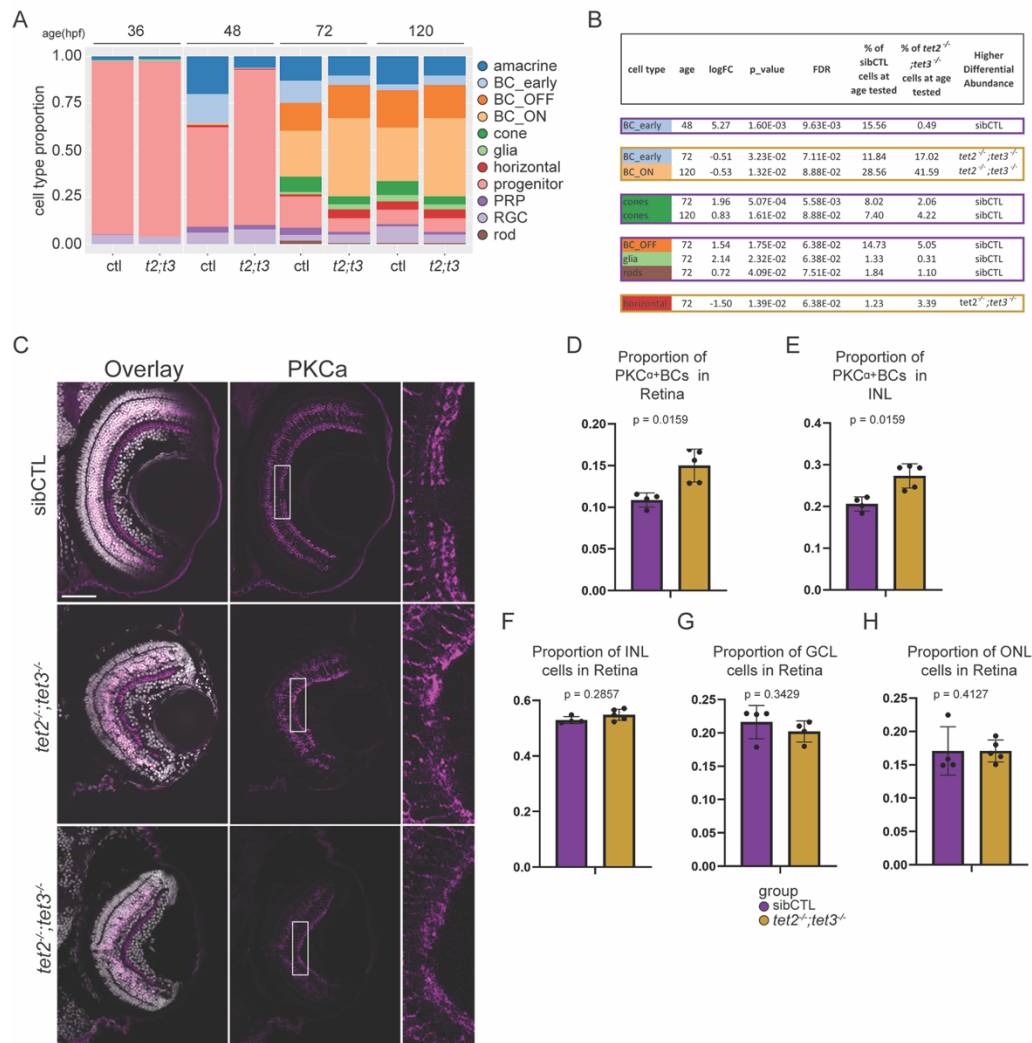 A
age(hpf) 36 48 72 120
1.00
0.75
0.50
0.25
0.00
cell type proportion
ctl t2;t3 ctl t2;t3 ctl t2;t3 ctl t2;t3
amacrine
BC_early
BC_OFF
BC_ON
cone
glia
horizontal
progenitor
PRP
RGC
rod
B
cell type age logFC p_value FDR % of sibCTL cells at age tested % of tet2-/-;tet3-/- cells at age tested Higher Differential Abundance
BC_early 48 5.27 1.60E-03 9.63E-03 15.56 0.49 sibCTL
BC_early 72 -0.51 3.23E-02 7.11E-02 11.84 17.02 tet2-/-;tet3-/-
BC_ON 120 -0.53 1.32E-02 8.88E-02 28.56 41.59 tet2-/-;tet3-/-
cones 72 1.96 5.07E-04 5.58E-03 8.02 2.06 sibCTL
cones 120 0.83 1.61E-02 8.88E-02 7.40 4.22 sibCTL
BC_OFF 72 1.54 1.75E-02 6.38E-02 14.73 5.05 sibCTL
glia 72 2.14 2.32E-02 6.38E-02 1.33 0.31 sibCTL
rods 72 0.72 4.09E-02 7.51E-02 1.84 1.10 sibCTL
horizontal 72 -1.50 1.39E-02 6.38E-02 1.23 3.39 tet2-/-;tet3-/-
C
Overlay PKCa
sibCTL
tet2-/-;tet3-/-
tet2-/-;tet3-/-
D
Proportion of
PKCα+BCs in
Retina
p = 0.0159
0.20
0.15
0.10
0.05
0.00
E
Proportion of
PKCα+BCs in
INL
p = 0.0159
0.4
0.3
0.2
0.1
0.0
F
Proportion of INL
cells in Retina
p = 0.2857
0.6
0.4
0.2
0.0
G
Proportion of GCL
cells in Retina
p = 0.3429
0.25
0.20
0.15
0.10
0.05
0.00
H
Proportion of ONL
cells in Retina
p = 0.4127
0.25
0.20
0.15
0.10
0.05
0.00
group
sibCTL
tet2-/-;tet3-/-